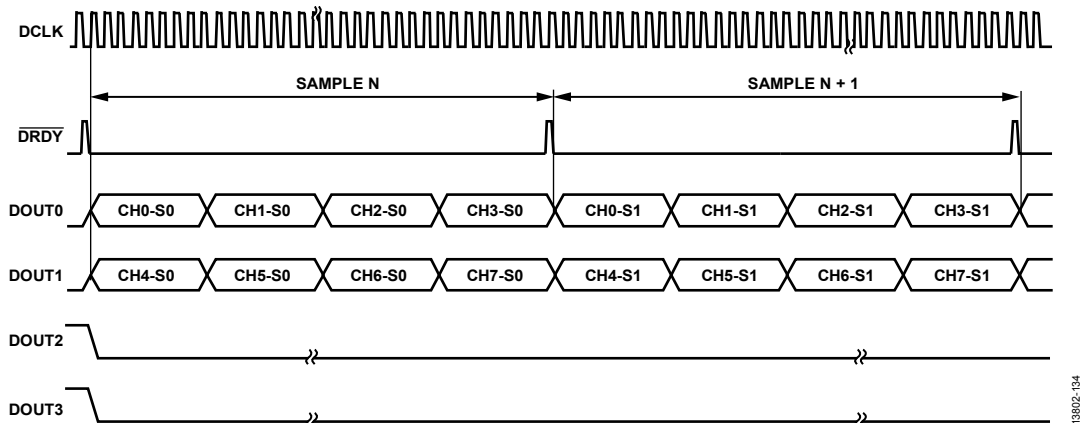 DCLK
SAMPLE N
SAMPLE N + 1
DRDY
DOUT0
CH0-S0
CH1-S0
CH2-S0
CH3-S0
CH0-S1
CH1-S1
CH2-S1
CH3-S1
DOUT1
CH4-S0
CH5-S0
CH6-S0
CH7-S0
CH4-S1
CH5-S1
CH6-S1
CH7-S1
DOUT2
DOUT3
13802-134